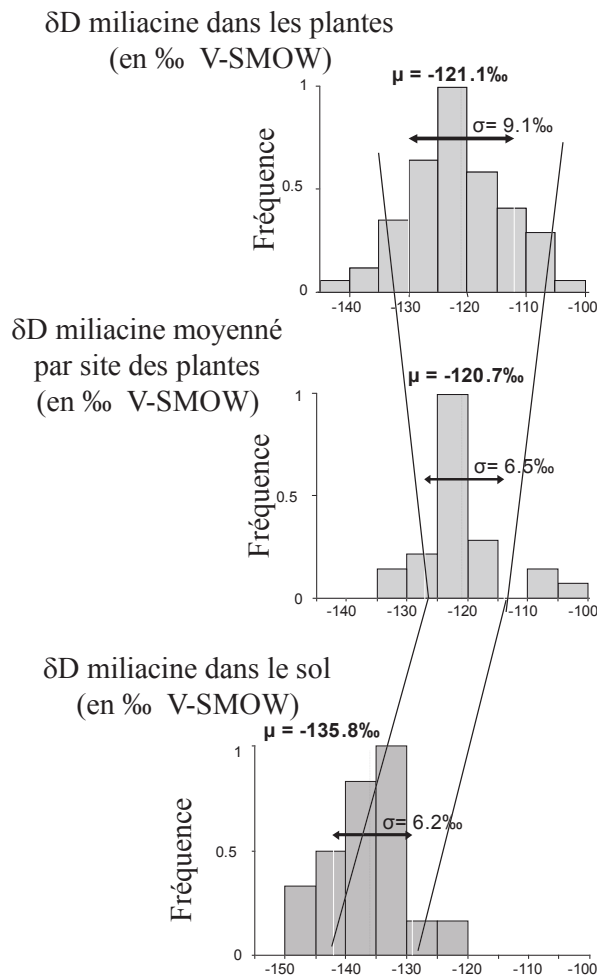 δD miliacine dans les plantes
(en ‰ V-SMOW)
μ = -121.1‰
σ= 9.1‰
Fréquence
1
0.5
0
-140 -130 -120 -110 -100
δD miliacine moyenné
par site des plantes
(en ‰ V-SMOW)
μ = -120.7‰
σ= 6.5‰
Fréquence
1
0.5
0
-140 -130 -120 -110 -100
δD miliacine dans le sol
(en ‰ V-SMOW)
μ = -135.8‰
σ= 6.2‰
Fréquence
1
0.5
0
-150 -140 -130 -120 -110 -100